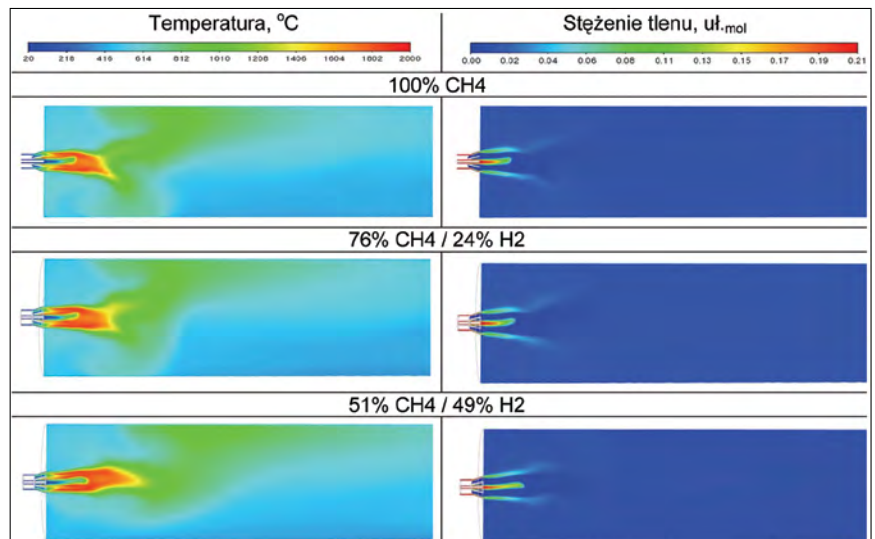 Temperatura, °C
20 216 416 614 812 1010 1208 1406 1604 1802 2000
Stężenie tlenu, uł.mol
0.00 0.02 0.04 0.06 0.08 0.11 0.13 0.15 0.17 0.19 0.21
100% CH4
76% CH4 / 24% H2
51% CH4 / 49% H2